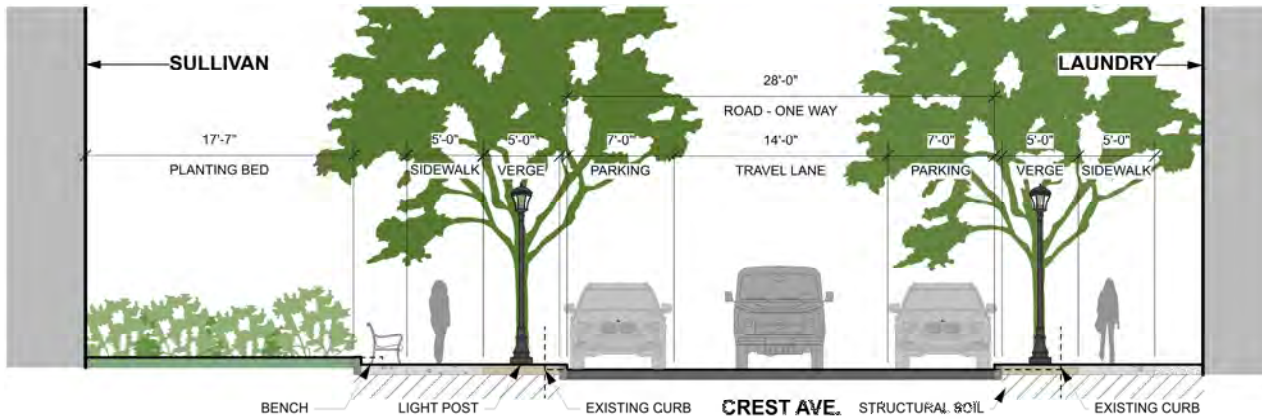 SULLIVAN
LAUNDRY
28'-0"
ROAD - ONE WAY
17'-7" 5'-0" 5'-0" 7'-0" 14'-0" 7'-0" 5'-0" 5'-0"
PLANTING BED SIDEWALK VERGE PARKING TRAVEL LANE PARKING VERGE SIDEWALK
BENCH LIGHT POST EXISTING CURB CREST AVE. STRUCTURAL SOIL EXISTING CURB